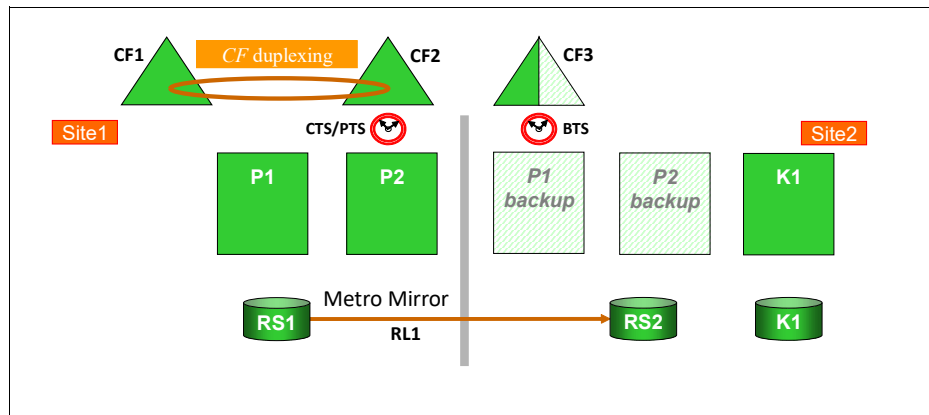 CF1
CF duplexing
CF2
CF3
Site1
CTS/PTS
BTS
Site2
P1
P2
P1
backup
P2
backup
K1
Metro Mirror
RS1
RL1
RS2
K1